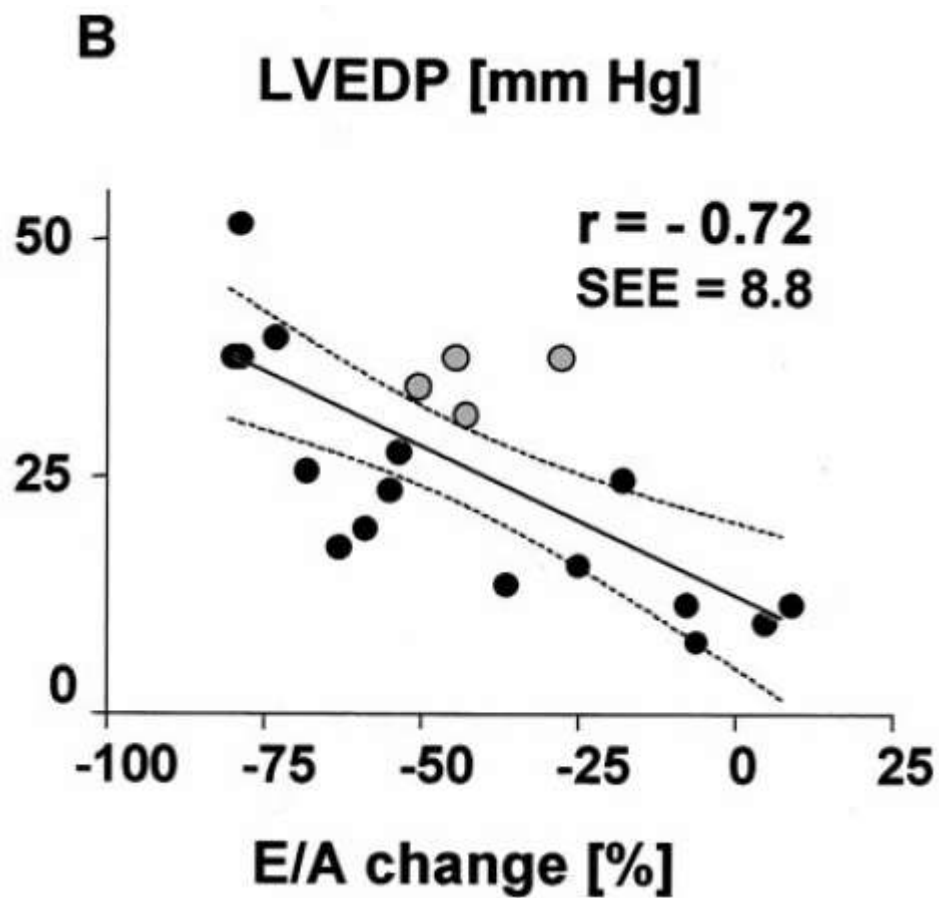 B
LVEDP [mm Hg]
r = - 0.72
SEE = 8.8
50
25
0
-100 -75 -50 -25 0 25
E/A change [%]